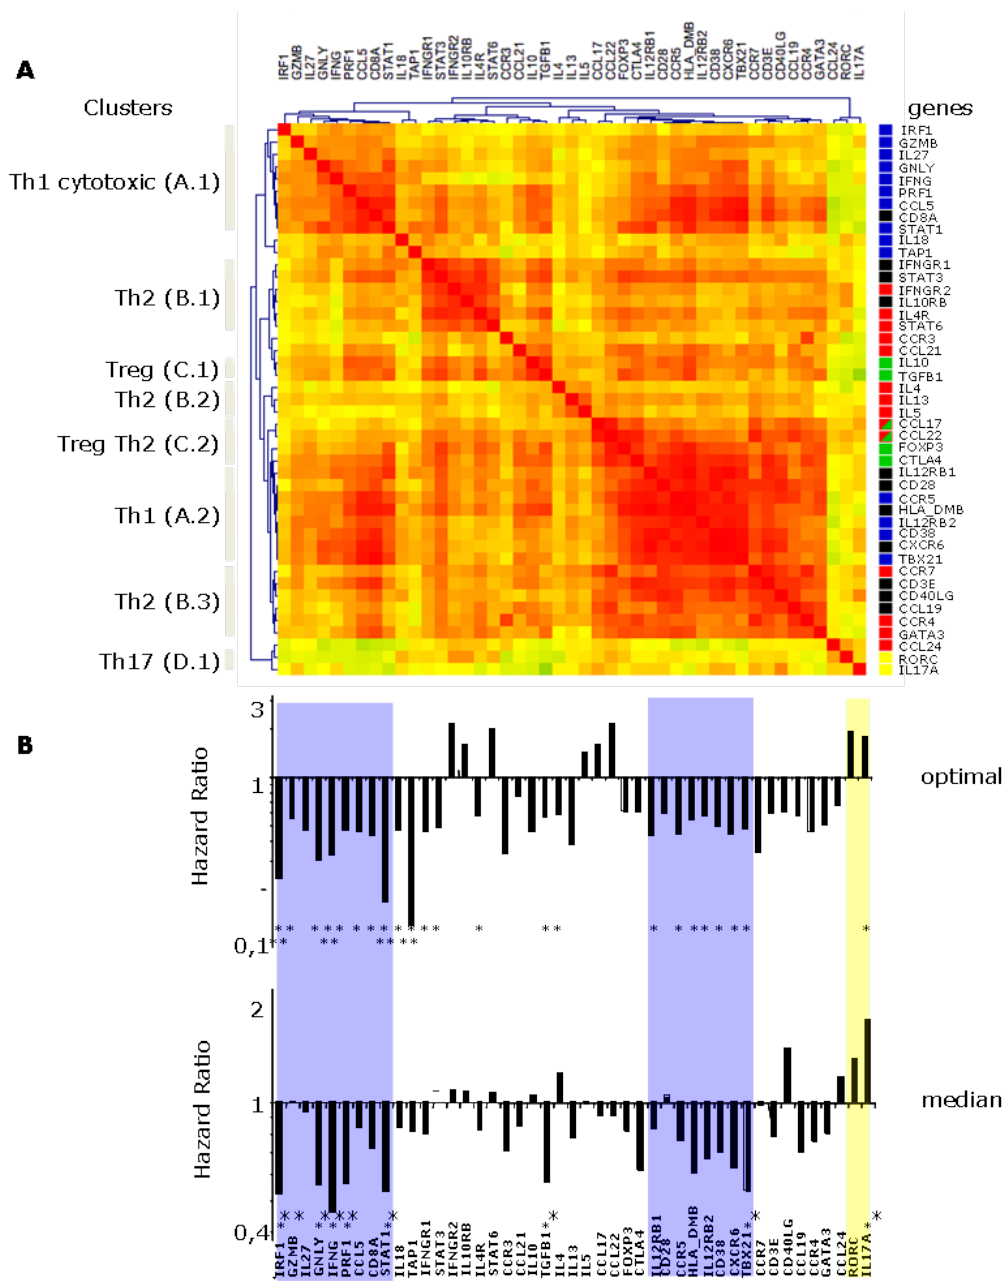 A
IRF1 GZMB IL27 GNLY IFNG PRF1 CCL5 CD8A STAT1 IL18 TAP1 IFNGR1 STAT3 IFNGR2 IL10RB IL4R STAT6 CCR3 CCL21 IL10 TGFB1 IL4 IL13 IL5 CCL17 CCL22 FOXP3 CTLA4 IL12RB1 CD28 CCR5 HLA_DMB IL12RB2 CD38 CXCR6 TBX21 CCR7 CD3E CD40LG CCL19 CCR4 GATA3 CCL24 RORC IL17A
Clusters
genes
Th1 cytotoxic (A.1)
Th2 (B.1)
Treg (C.1)
Th2 (B.2)
Treg Th2 (C.2)
Th1 (A.2)
Th2 (B.3)
Th17 (D.1)
IRF1
GZMB
IL27
GNLY
IFNG
PRF1
CCL5
CD8A
STAT1
IL18
TAP1
IFNGR1
STAT3
IFNGR2
IL10RB
IL4R
STAT6
CCR3
CCL21
IL10
TGFB1
IL4
IL13
IL5
CCL17
CCL22
FOXP3
CTLA4
IL12RB1
CD28
CCR5
HLA_DMB
IL12RB2
CD38
CXCR6
TBX21
CCR7
CD3E
CD40LG
CCL19
CCR4
GATA3
CCL24
RORC
IL17A
B
3
1
-
0,1
Hazard Ratio
optimal
* * * * * * * * * * * * * * * * * * * * * *
* * * * * * * *
2
1
0,4
Hazard Ratio
median
* * * * * * * *
* * * * * * *
IRF1 GZMB IL27 GNLY IFNG PRF1 CCL5 CD8A STAT1 IL18 TAP1 IFNGR1 STAT3 IFNGR2 IL10RB IL4R STAT6 CCR3 CCL21 IL10 TGFB1 IL4 IL13 IL5 CCL17 CCL22 FOXP3 CTLA4 IL12RB1 CD28 CCR5 HLA_DMB IL12RB2 CD38 CXCR6 TBX21 CCR7 CD3E CD40LG CCL19 CCR4 GATA3 CCL24 RORC IL17A